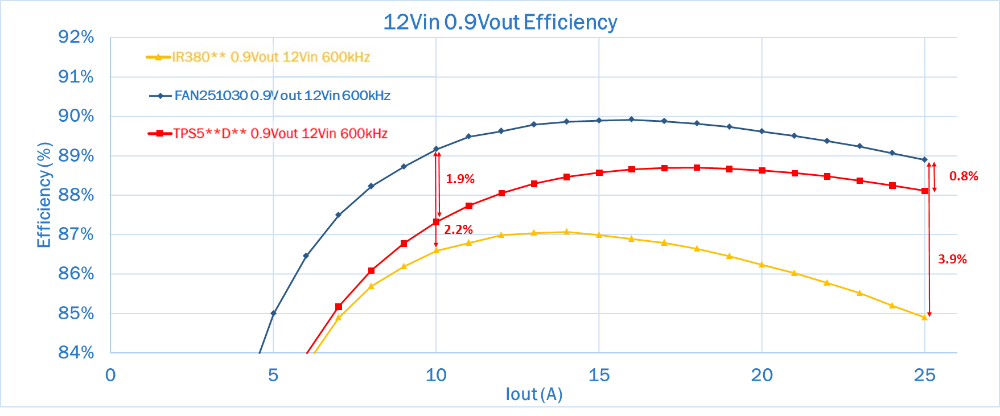 12Vin 0.9Vout Efficiency
92%
91%
90%
89%
88%
87%
86%
85%
84%
Efficiency (%)
IR380** 0.9Vout 12Vin 600kHz
FAN251030 0.9V out 12Vin 600kHz
TPS5**D** 0.9Vout 12Vin 600kHz
1.9%
2.2%
0.8%
3.9%
0 5 10 15 20 25
Iout (A)